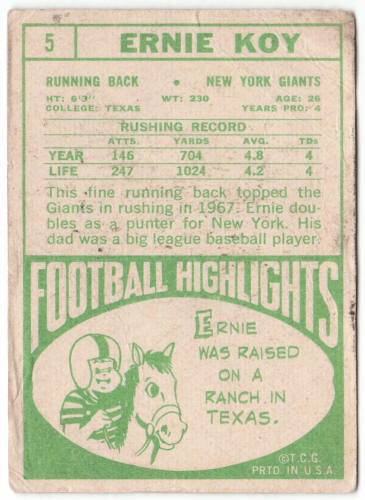 5 ERNIE KOY
RUNNING BACK • NEW YORK GIANTS
HT: 6'3" WT: 230 AGE: 26
COLLEGE: TEXAS YEARS PRO: 4
RUSHING RECORD
ATTS. YARDS AVG. TDs
YEAR 146 704 4.8 4
LIFE 247 1024 4.2 4
This fine running back topped the
Giants in rushing in 1967. Ernie dou-
bles as a punter for New York. His
dad was a big league baseball player.
FOOTBALL HIGHLIGHTS
ERNIE
WAS RAISED
ON A
RANCH IN
TEXAS.
©T.C.G.
PRTD IN U.S.A.